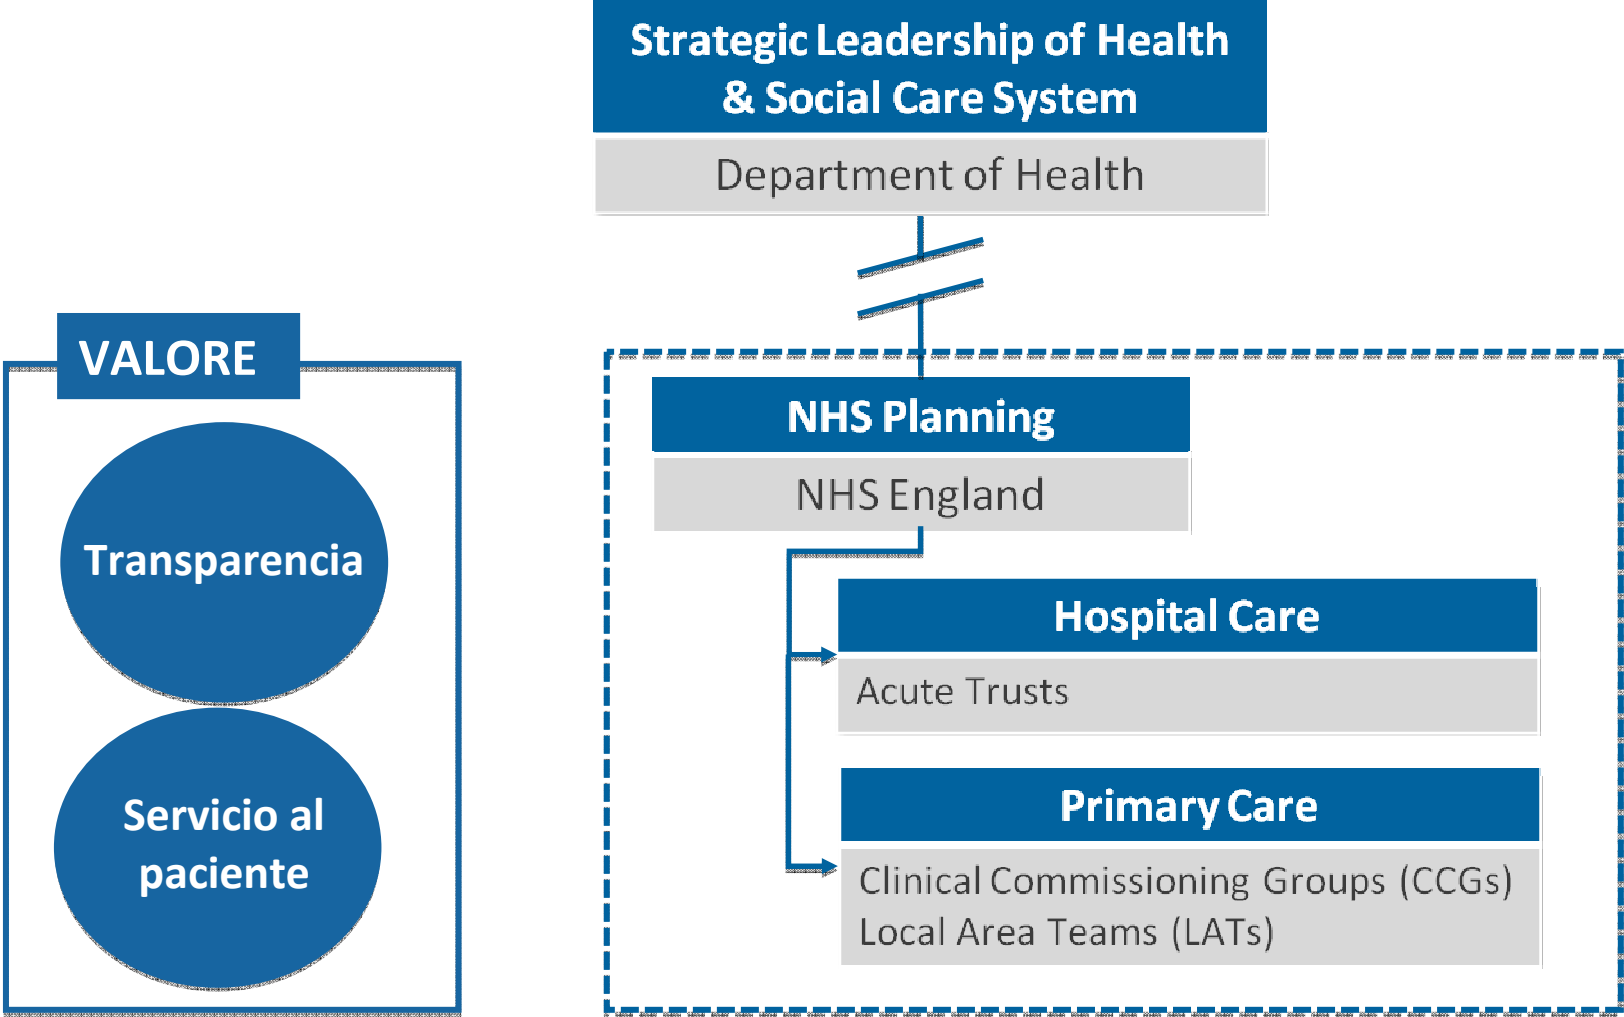 Strategic Leadership of Health
& Social Care System
Department of Health
VALORE
Transparencia
Servicio al
paciente
NHS Planning
NHS England
Hospital Care
Acute Trusts
Primary Care
Clinical Commissioning Groups (CCGs)
Local Area Teams (LATs)